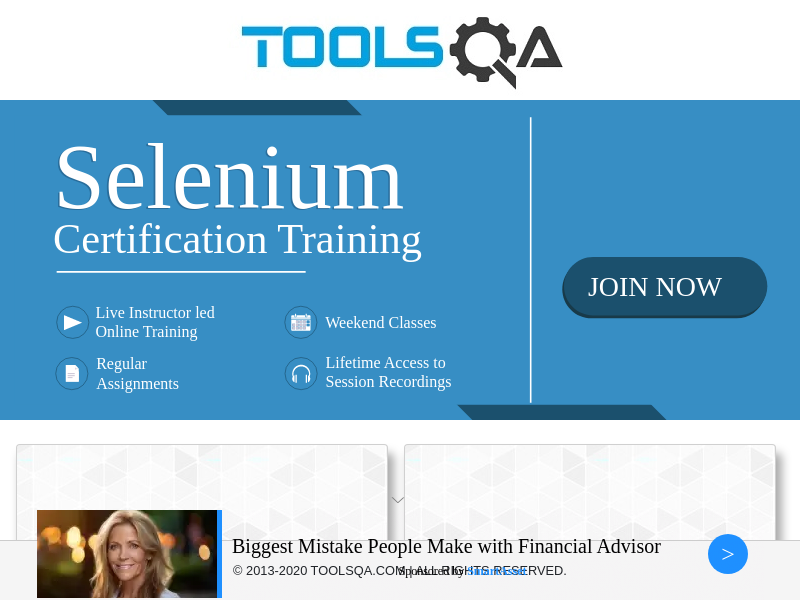 TOOLSQA
Selenium
Certification Training
Live Instructor led
Online Training
Weekend Classes
Regular
Assignments
Lifetime Access to
Session Recordings
JOIN NOW
Biggest Mistake People Make with Financial Advisor
>
© 2013-2020 TOOLSQA.COM | ALL RIGHTS RESERVED.
Sponsored by